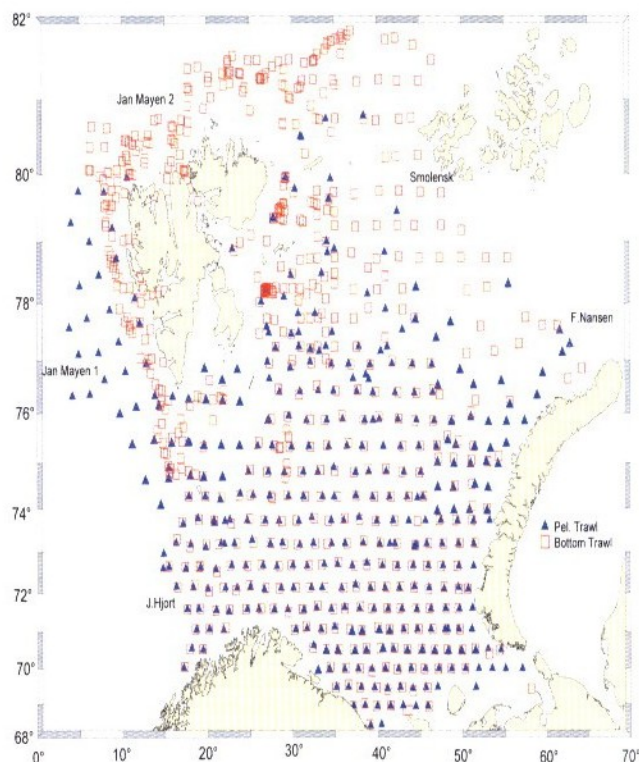 82°
Jan Mayen 2
80°
Smolensk
78°
F.Nansen
Jan Mayen 1
76°
74°
Pel. Trawl
Bottom Trawl
72°
J.Hjort
70°
68°
0° 10° 20° 30° 40° 50° 60° 70°